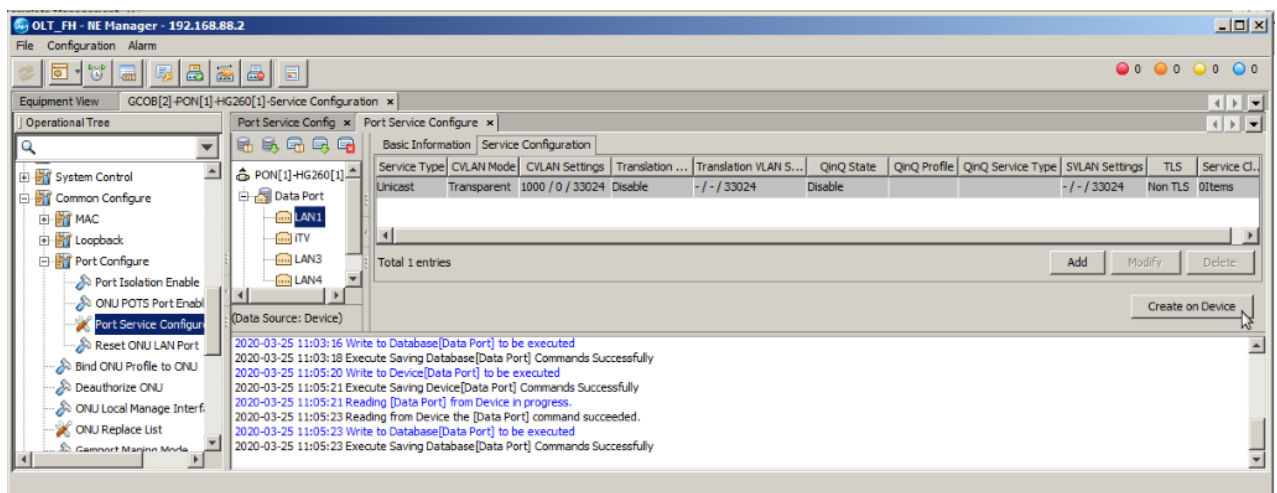 OLT_FH - NE Manager - 192.168.88.2
File Configuration Alarm
0 0 0 0
Equipment View GCOB[2]-PON[1]-HG260[1]-Service Configuration
Operational Tree
System Control
Common Configure
MAC
Loopback
Port Configure
Port Isolation Enable
ONU POTS Port Enabl
Port Service Configur
Reset ONU LAN Port
Bind ONU Profile to ONU
Deauthorize ONU
ONU Local Manage Interf
ONU Replace List
Gemport Maping Mode
Port Service Config Port Service Configure
PON[1]-HG260[1]
Data Port
LAN1
iTV
LAN3
LAN4
(Data Source: Device)
Basic Information Service Configuration
Service Type CVLAN Mode CVLAN Settings Translation ... Translation VLAN S... QinQ State QinQ Profile QinQ Service Type SVLAN Settings TLS Service Cl...
Unicast Transparent 1000 / 0 / 33024 Disable - / - / 33024 Disable - / - / 33024 Non TLS 0Items
Total 1 entries Add Modify Delete
Create on Device
2020-03-25 11:03:16 Write to Database[Data Port] to be executed
2020-03-25 11:03:18 Execute Saving Database[Data Port] Commands Successfully
2020-03-25 11:05:20 Write to Device[Data Port] to be executed
2020-03-25 11:05:21 Execute Saving Device[Data Port] Commands Successfully
2020-03-25 11:05:21 Reading [Data Port] from Device in progress.
2020-03-25 11:05:23 Reading from Device the [Data Port] command succeeded.
2020-03-25 11:05:23 Write to Database[Data Port] to be executed
2020-03-25 11:05:23 Execute Saving Database[Data Port] Commands Successfully